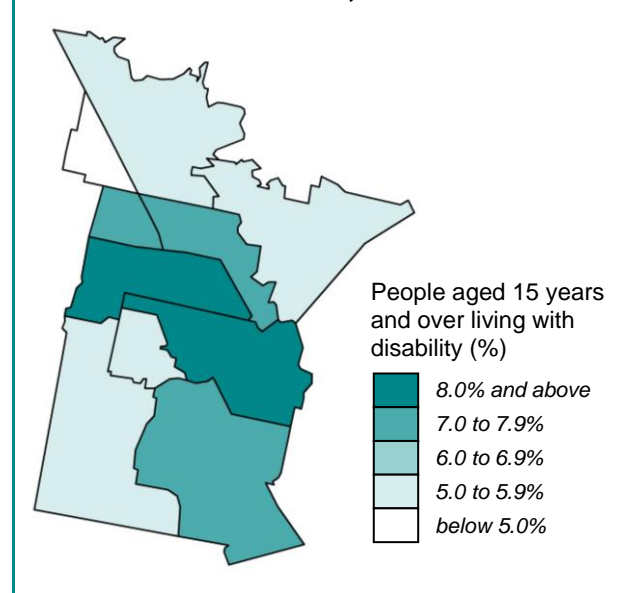 People aged 15 years
and over living with
disability (%)
8.0% and above
7.0 to 7.9%
6.0 to 6.9%
5.0 to 5.9%
below 5.0%